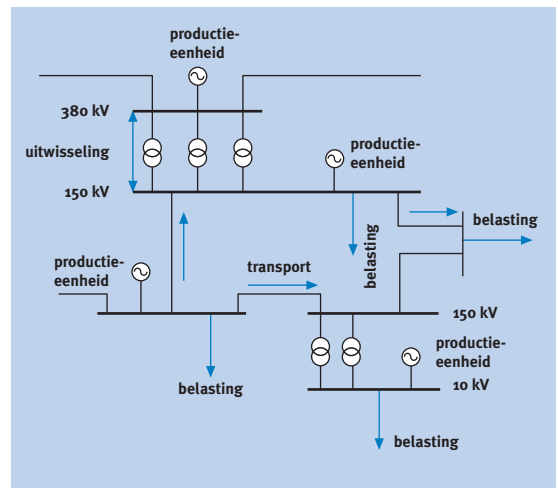 productie-
eenheid
380 kV
uitwisseling
productie-
eenheid
150 kV
belasting
belasting
productie-
eenheid
transport
150 kV
productie-
eenheid
belasting
10 kV
belasting